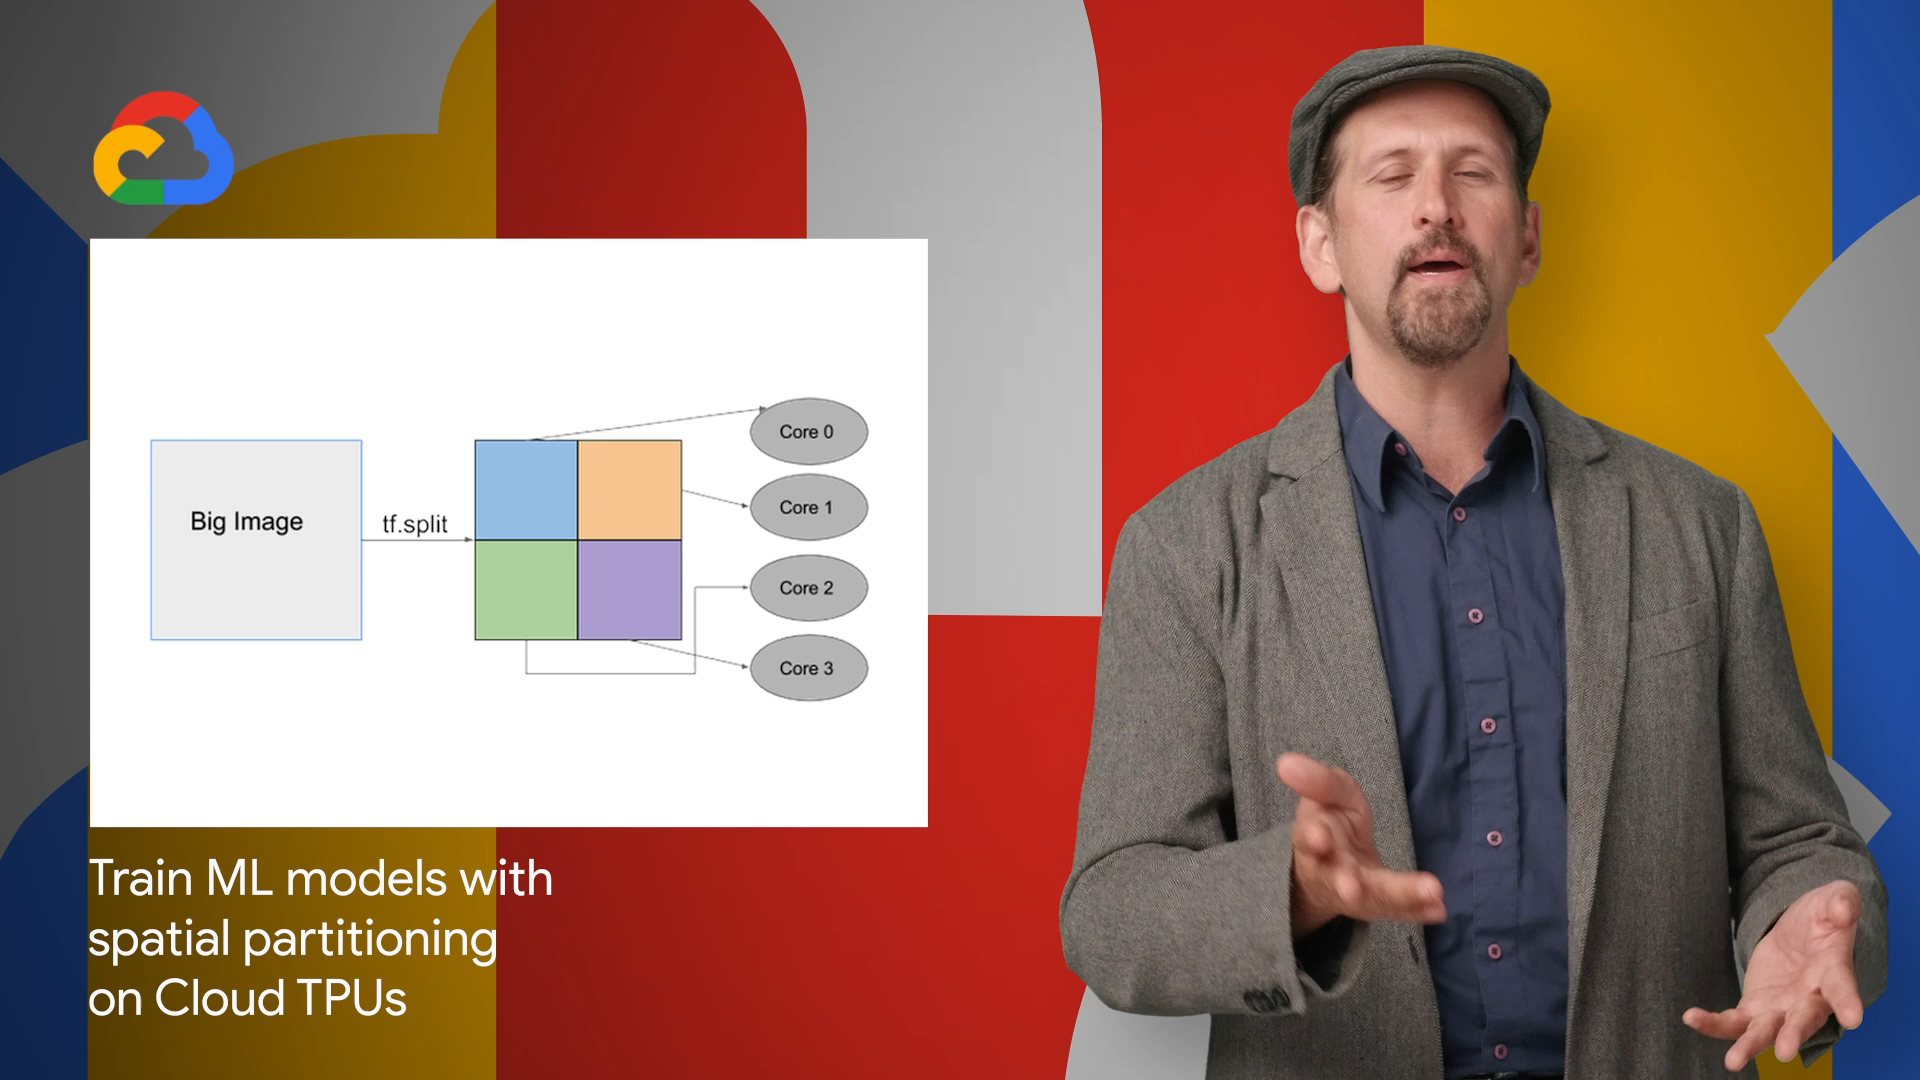 Big Image
tf.split
Core 0
Core 1
Core 2
Core 3
Train ML models with
spatial partitioning
on Cloud TPUs